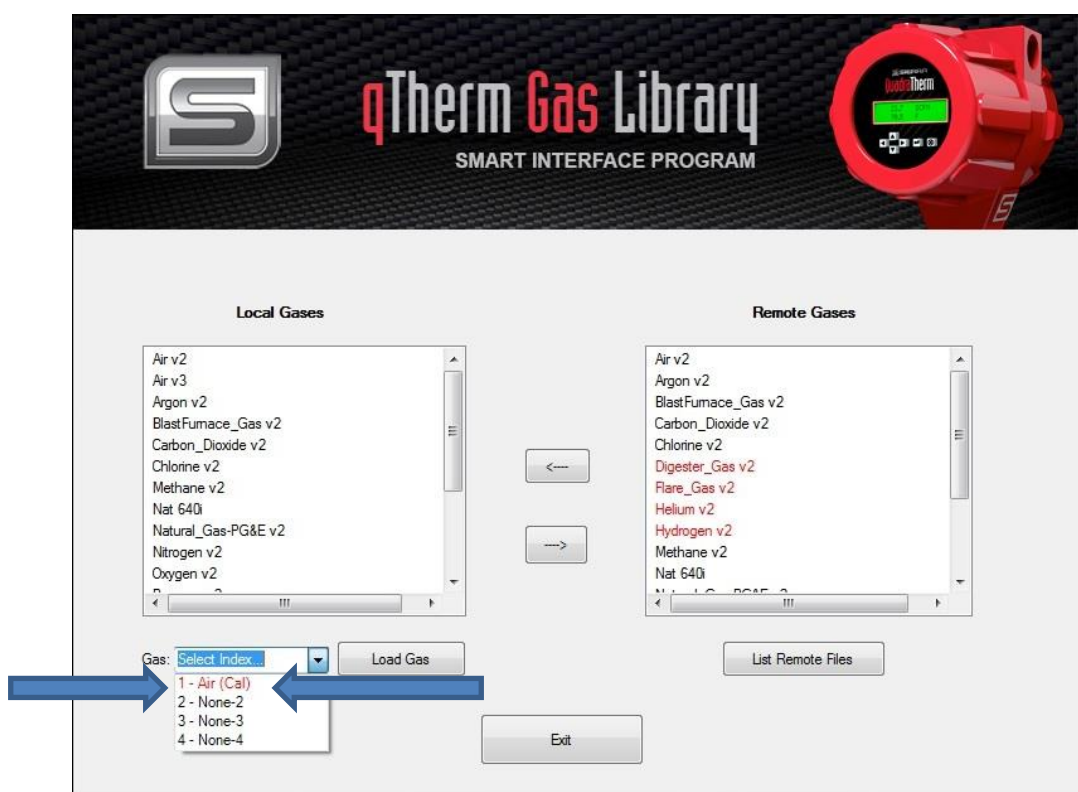 S
qTherm Gas Library
SMART INTERFACE PROGRAM
QuadraTherm
Local Gases
Air v2
Air v3
Argon v2
BlastFurnace_Gas v2
Carbon_Dioxide v2
Chlorine v2
Methane v2
Nat 640i
Natural_Gas-PG&E v2
Nitrogen v2
Oxygen v2
Remote Gases
Air v2
Argon v2
BlastFurnace_Gas v2
Carbon_Dioxide v2
Chlorine v2
Digester_Gas v2
Flare_Gas v2
Helium v2
Hydrogen v2
Methane v2
Nat 640i
<----
---->
Gas: Select Index...
Load Gas
List Remote Files
1 - Air (Cal)
2 - None-2
3 - None-3
4 - None-4
Exit